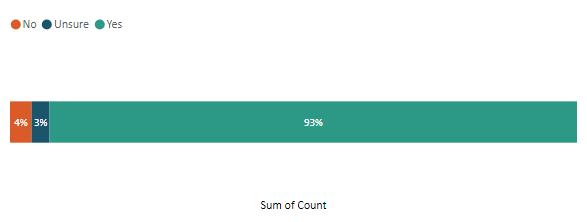 No Unsure Yes
4% 3% 93%
Sum of Count